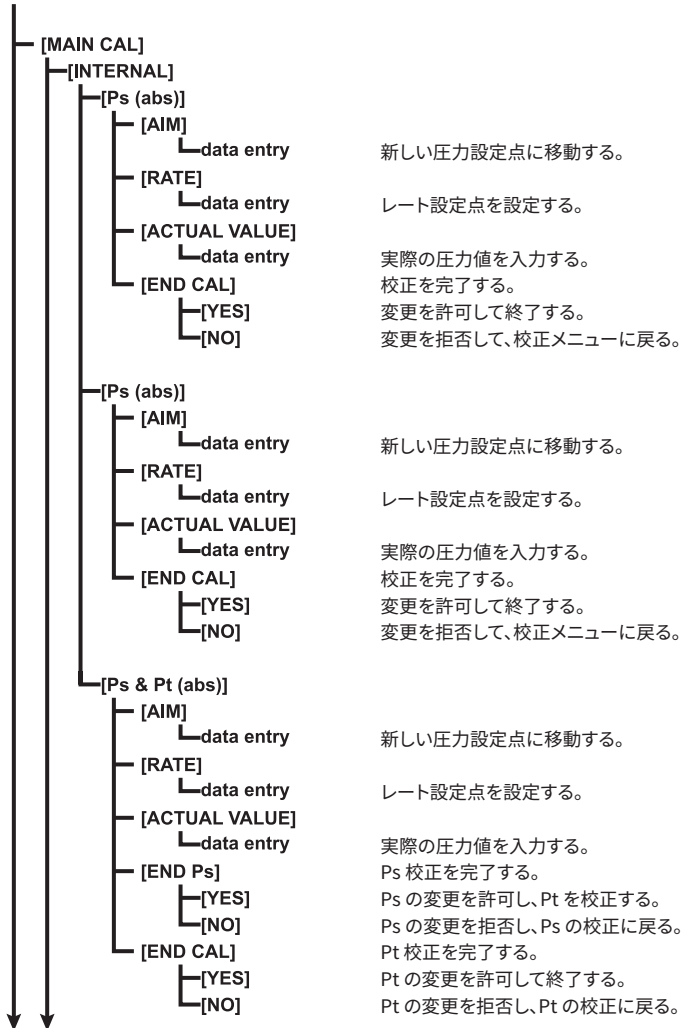 [MAIN CAL]
[INTERNAL]
[Ps (abs)]
[AIM]
data entry 新しい圧力設定点に移動する。
[RATE]
data entry レート設定点を設定する。
[ACTUAL VALUE]
data entry 実際の圧力値を入力する。
[END CAL] 校正を完了する。
[YES] 変更を許可して終了する。
[NO] 変更を拒否して、校正メニューに戻る。
[Ps (abs)]
[AIM]
data entry 新しい圧力設定点に移動する。
[RATE]
data entry レート設定点を設定する。
[ACTUAL VALUE]
data entry 実際の圧力値を入力する。
[END CAL] 校正を完了する。
[YES] 変更を許可して終了する。
[NO] 変更を拒否して、校正メニューに戻る。
[Ps & Pt (abs)]
[AIM]
data entry 新しい圧力設定点に移動する。
[RATE]
data entry レート設定点を設定する。
[ACTUAL VALUE]
data entry 実際の圧力値を入力する。
[END Ps] Ps 校正を完了する。
[YES] Ps の変更を許可し、Pt を校正する。
[NO] Ps の変更を拒否し、Ps の校正に戻る。
[END CAL] Pt 校正を完了する。
[YES] Pt の変更を許可して終了する。
[NO] Pt の変更を拒否し、Pt の校正に戻る。